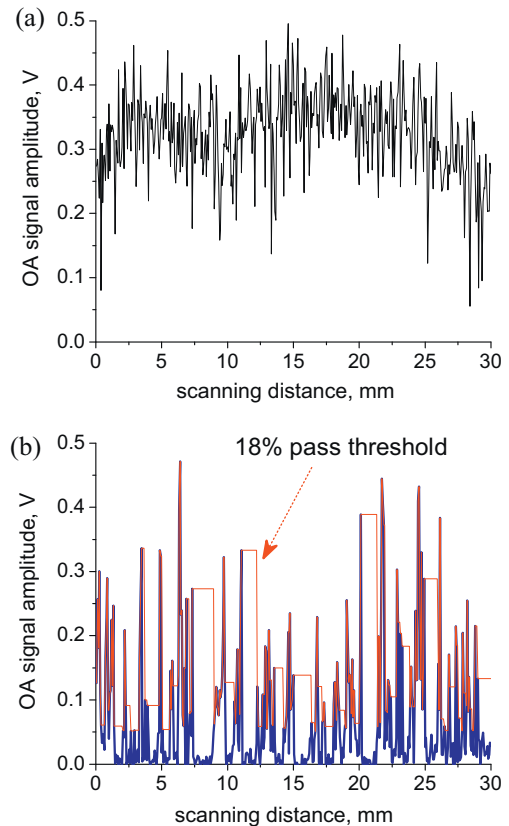 (a)
OA signal amplitude, V
0.5
0.4
0.3
0.2
0.1
0.0
0 5 10 15 20 25 30
scanning distance, mm
(b)
18% pass threshold
OA signal amplitude, V
0.5
0.4
0.3
0.2
0.1
0.0
0 5 10 15 20 25 30
scanning distance, mm